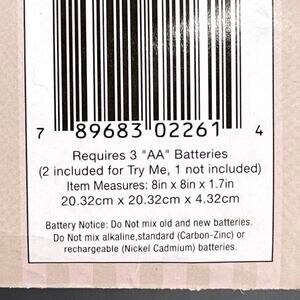 7 89683 02261 4
Requires 3 "AA" Batteries
(2 included for Try Me, 1 not included)
Item Measures: 8in x 8in x 1.7in
20.32cm x 20.32cm x 4.32cm
Battery Notice: Do Not mix old and new batteries.
Do Not mix alkaline,standard (Carbon-Zinc) or
rechargeable (Nickel Cadmium) batteries.